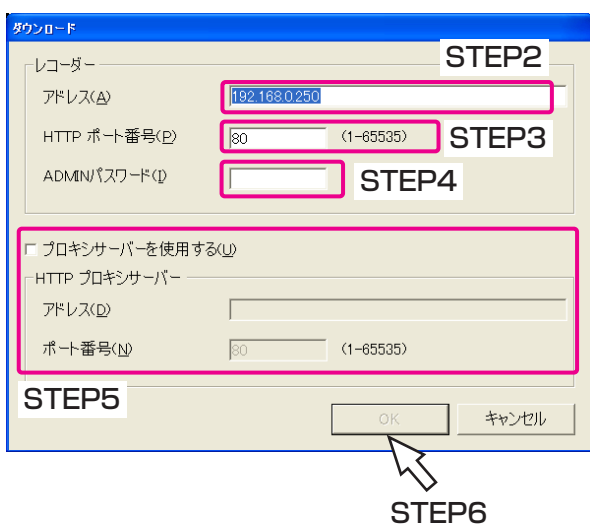 ダウンロード
STEP2
レコーダー
アドレス(A) 192.168.0.250
HTTP ポート番号(P) 80 (1-65535) STEP3
ADMINパスワード(I) STEP4
プロキシサーバーを使用する(U)
HTTP プロキシサーバー
アドレス(D)
ポート番号(N) 80 (1-65535)
STEP5
OK キャンセル
STEP6